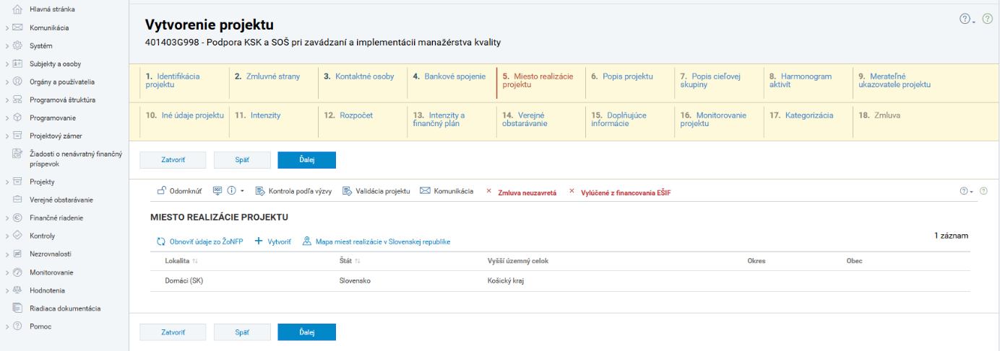 Hlavná stránka
Komunikácia
Systém
Subjekty a osoby
Orgány a používatelia
Programová štruktúra
Programovanie
Projektový zámer
Žiadosti o nenávratný finančný
príspevok
Projekty
Verejné obstarávanie
Finančné riadenie
Kontroly
Nezrovnalosti
Monitorovanie
Hodnotenia
Riadiaca dokumentácia
Pomoc
Vytvorenie projektu
401403G998 - Podpora KSK a SOŠ pri zavádzaní a implementácii manažérstva kvality
1. Identifikácia
projektu
2. Zmluvné strany
3. Kontaktné osoby
4. Bankové spojenie
5. Miesto realizácie
projektu
6. Popis projektu
7. Popis cieľovej
skupiny
8. Harmonogram
aktivít
9. Merateľné
ukazovatele projektu
10. Iné údaje projektu
11. Intenzity
12. Rozpočet
13. Intenzity a
finančný plán
14. Verejné
obstarávanie
15. Doplňujúce
informácie
16. Monitorovanie
projektu
17. Kategorizácia
18. Zmluva
Zatvoriť Späť Ďalej
Odomknúť PDF Kontrola podľa výzvy Validácia projektu Komunikácia × Zmluva neuzavretá × Vylúčené z financovania EŠIF
MIESTO REALIZÁCIE PROJEKTU
Obnoviť údaje zo ŽoNFP + Vytvoriť Mapa miest realizácie v Slovenskej republike 1 záznam
Lokalita Štát Vyšší územný celok Okres Obec
Domáci (SK) Slovensko Košický kraj
Zatvoriť Späť Ďalej